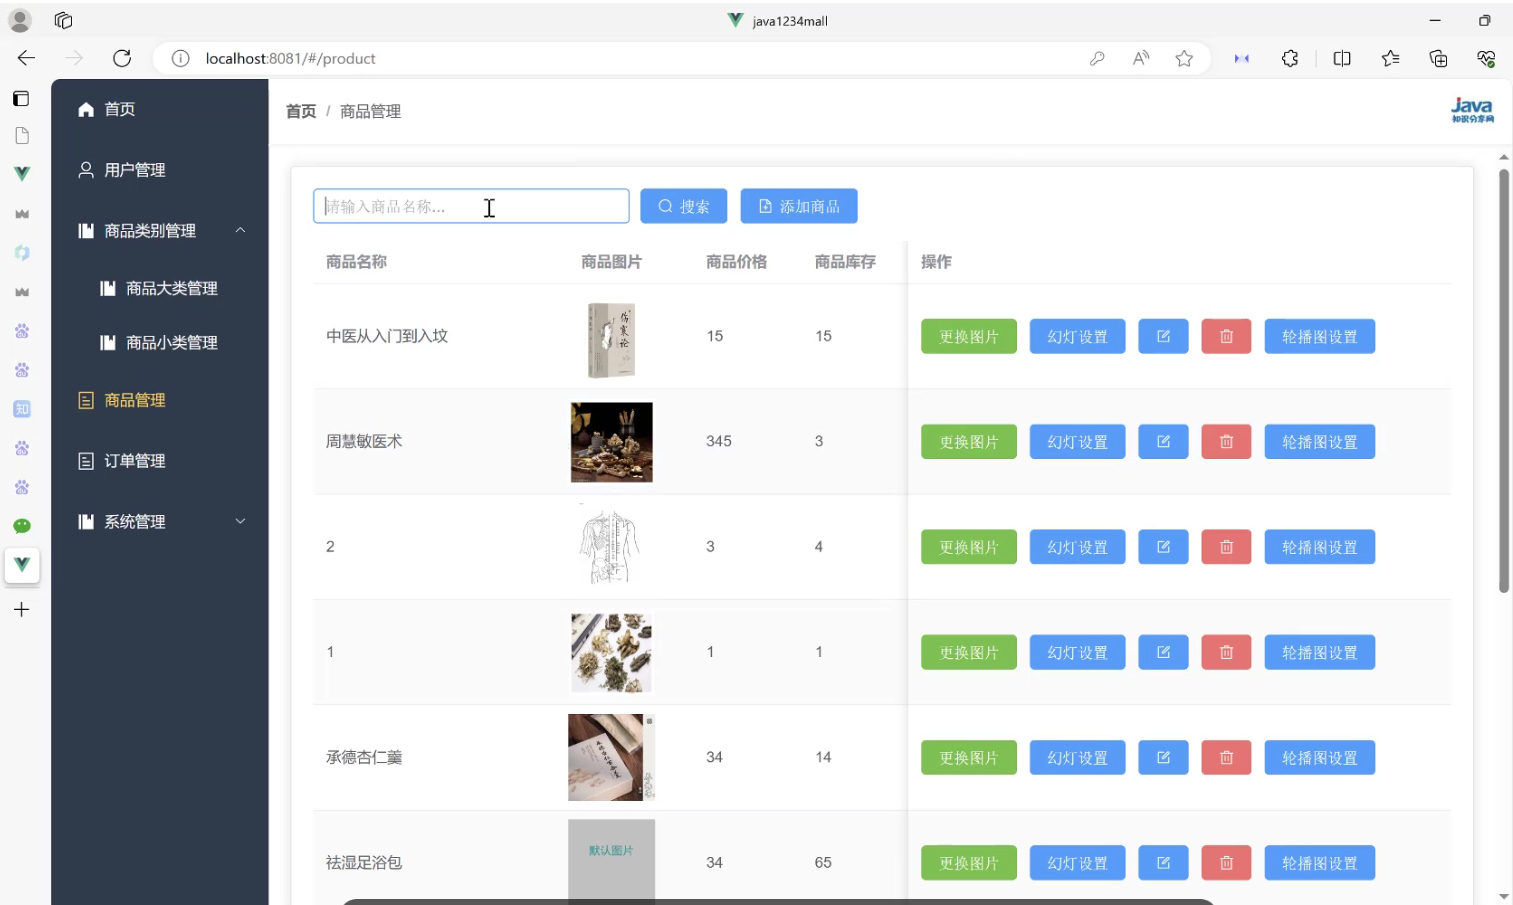 java1234mall
localhost:8081/#/product
首页
首页 / 商品管理
Java
知识分享网
用户管理
请输入商品名称...
搜索
添加商品
商品类别管理
商品名称 商品图片 商品价格 商品库存 操作
商品大类管理
商品小类管理
中医从入门到入坟 15 15 更换图片 幻灯设置 轮播图设置
伤寒论
商品管理
周慧敏医术 345 3 更换图片 幻灯设置 轮播图设置
知
订单管理
系统管理
2 3 4 更换图片 幻灯设置 轮播图设置
1 1 1 更换图片 幻灯设置 轮播图设置
承德杏仁羹 34 14 更换图片 幻灯设置 轮播图设置
祛湿足浴包 34 65 更换图片 幻灯设置 轮播图设置
默认图片